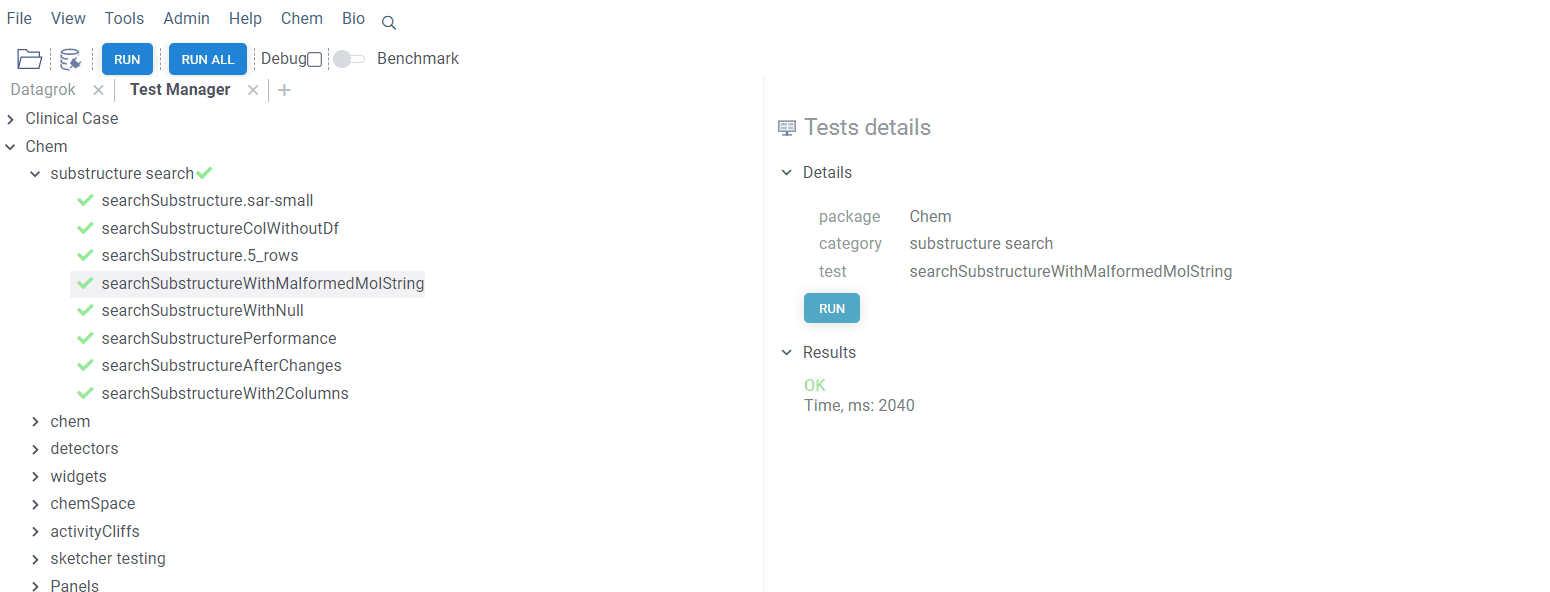 File View Tools Admin Help Chem Bio
RUN RUN ALL Debug Benchmark
Datagrok Test Manager
Clinical Case
Chem
substructure search
searchSubstructure.sar-small
searchSubstructureColWithoutDf
searchSubstructure.5_rows
searchSubstructureWithMalformedMolString
searchSubstructureWithNull
searchSubstructurePerformance
searchSubstructureAfterChanges
searchSubstructureWith2Columns
chem
detectors
widgets
chemSpace
activityCliffs
sketcher testing
Panels
Tests details
Details
package Chem
category substructure search
test searchSubstructureWithMalformedMolString
RUN
Results
OK
Time, ms: 2040